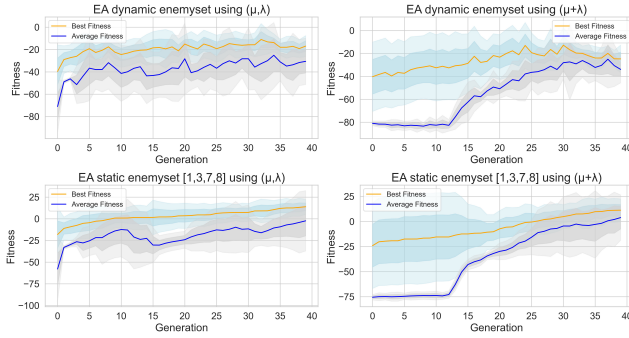 EA dynamic enemyset using (μ,λ)
Best Fitness
Average Fitness
0
−20
−40
−60
−80
Fitness
0 5 10 15 20 25 30 35 40
Generation
EA dynamic enemyset using (μ+λ)
Best Fitness
Average Fitness
0
−20
−40
−60
−80
Fitness
0 5 10 15 20 25 30 35 40
Generation
EA static enemyset [1,3,7,8] using (μ,λ)
Best Fitness
Average Fitness
25
0
−25
−50
−75
−100
Fitness
0 5 10 15 20 25 30 35 40
Generation
EA static enemyset [1,3,7,8] using (μ+λ)
Best Fitness
Average Fitness
25
0
−25
−50
−75
Fitness
0 5 10 15 20 25 30 35 40
Generation